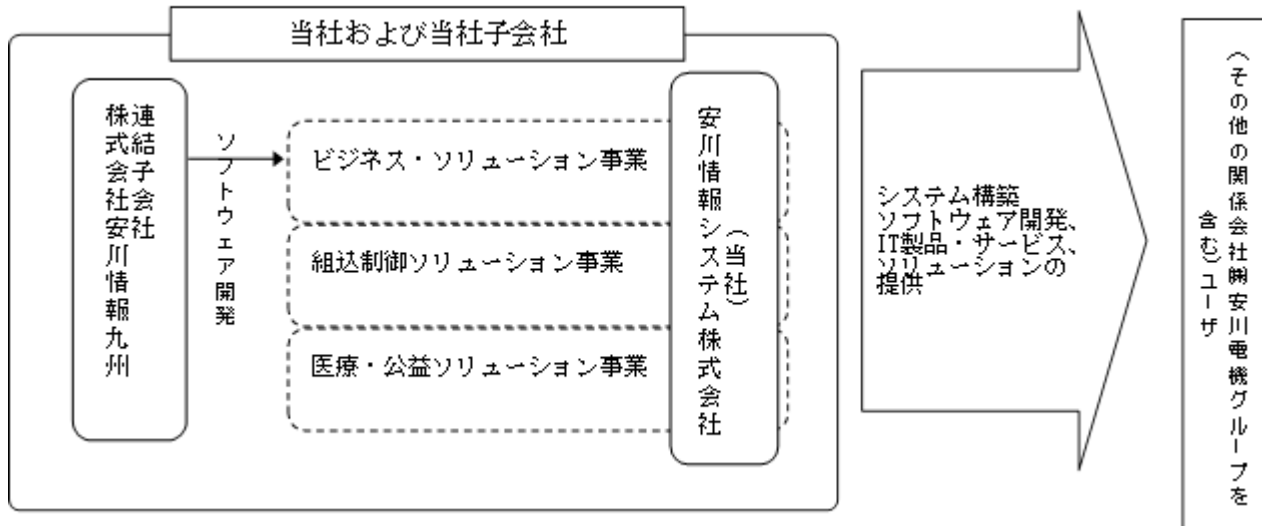 当社および当社子会社
連結子会社
株式会社安川情報九州
ソフトウェア開発
ビジネス・ソリューション事業
組込制御ソリューション事業
医療・公益ソリューション事業
安川情報システム株式会社
（当社）
システム構築
ソフトウェア開発、
IT製品・サービス、
ソリューションの
提供
（その他の関係会社㈱安川電機グループを
含む）ユーザ